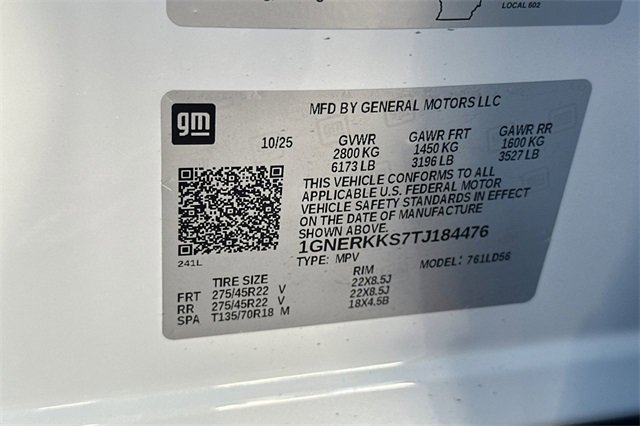 LOCAL 602
gm
MFD BY GENERAL MOTORS LLC
10/25
GVWR GAWR FRT GAWR RR
2800 KG 1450 KG 1600 KG
6173 LB 3196 LB 3527 LB
THIS VEHICLE CONFORMS TO ALL
APPLICABLE U.S. FEDERAL MOTOR
VEHICLE SAFETY STANDARDS IN EFFECT
ON THE DATE OF MANUFACTURE
SHOWN ABOVE.
1GNERKKS7TJ184476
241L
TYPE: MPV MODEL: 761LD56
TIRE SIZE RIM
FRT 275/45R22 V 22X8.5J
RR 275/45R22 V 22X8.5J
SPA T135/70R18 M 18X4.5B